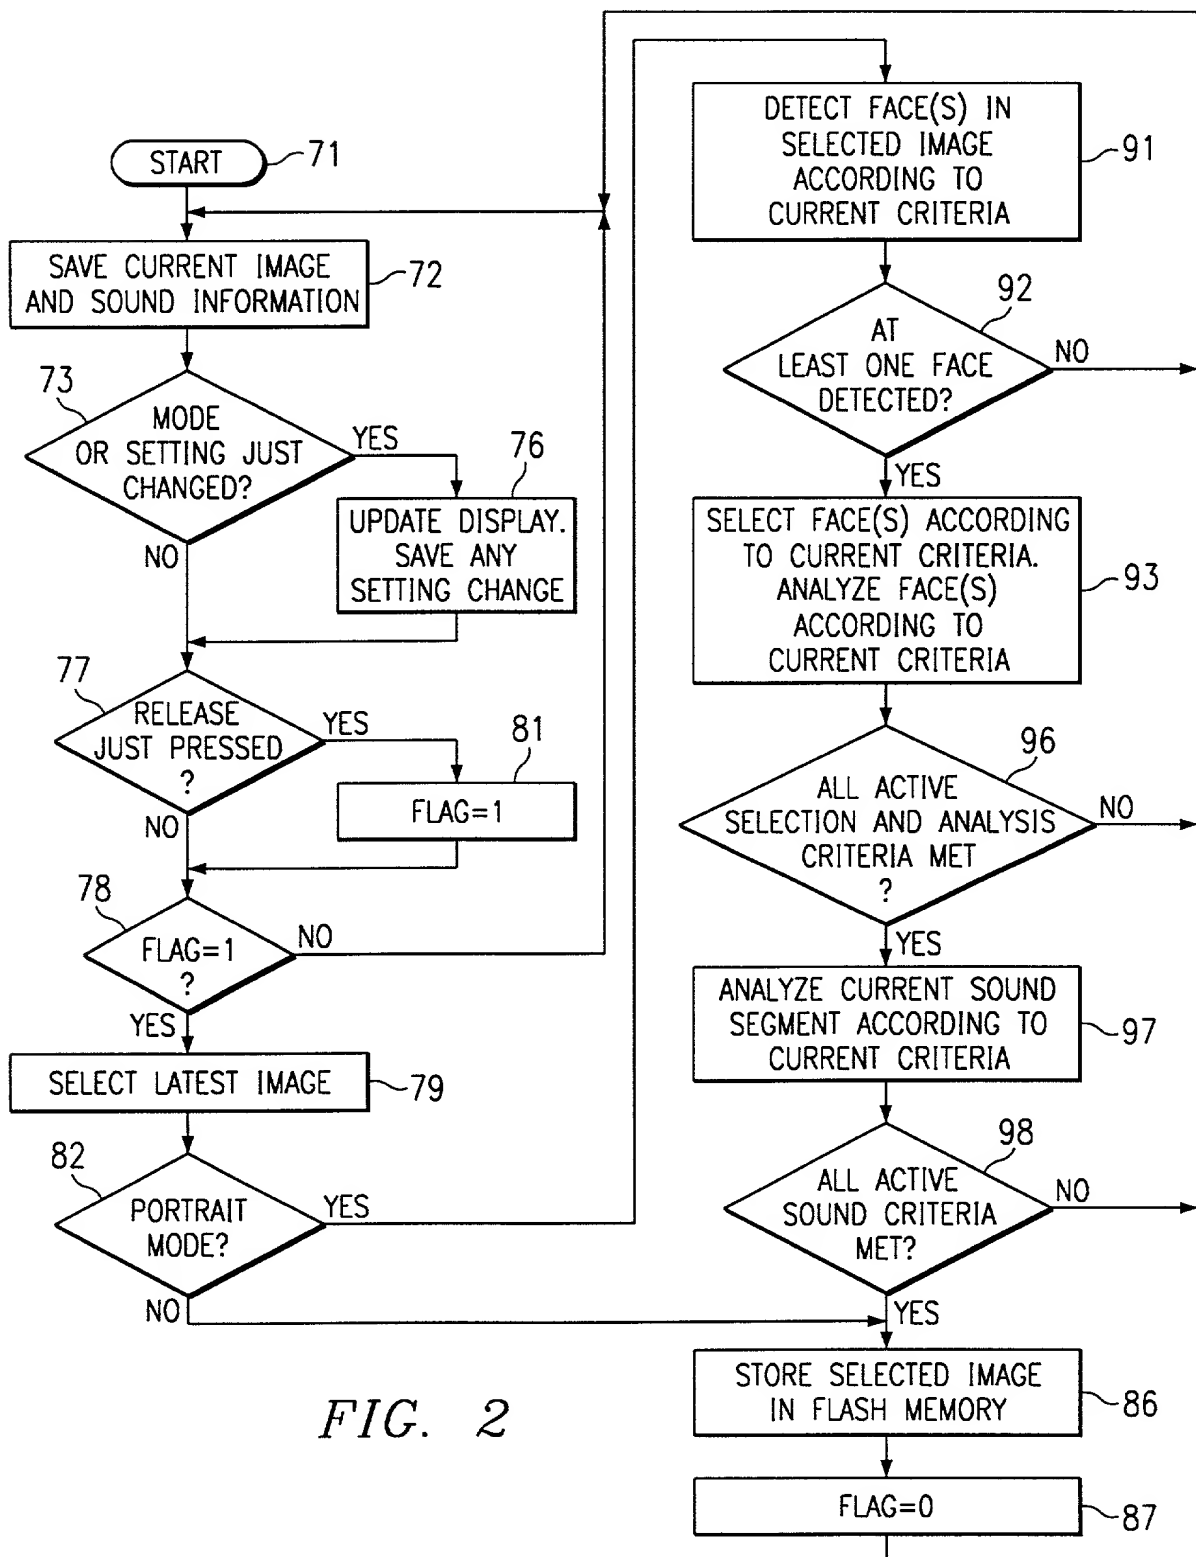 START
71
SAVE CURRENT IMAGE
AND SOUND INFORMATION
72
73
MODE
OR SETTING JUST
CHANGED?
YES
NO
76
UPDATE DISPLAY.
SAVE ANY
SETTING CHANGE
77
RELEASE
JUST PRESSED
?
YES
NO
81
FLAG=1
78
FLAG=1
?
NO
YES
SELECT LATEST IMAGE
79
82
PORTRAIT
MODE?
YES
NO
DETECT FACE(S) IN
SELECTED IMAGE
ACCORDING TO
CURRENT CRITERIA
91
92
AT
LEAST ONE FACE
DETECTED?
NO
YES
SELECT FACE(S) ACCORDING
TO CURRENT CRITERIA.
ANALYZE FACE(S)
ACCORDING TO
CURRENT CRITERIA
93
96
ALL ACTIVE
SELECTION AND ANALYSIS
CRITERIA MET
?
NO
YES
ANALYZE CURRENT SOUND
SEGMENT ACCORDING TO
CURRENT CRITERIA
97
98
ALL ACTIVE
SOUND CRITERIA
MET?
NO
YES
STORE SELECTED IMAGE
IN FLASH MEMORY
86
FLAG=0
87
FIG. 2